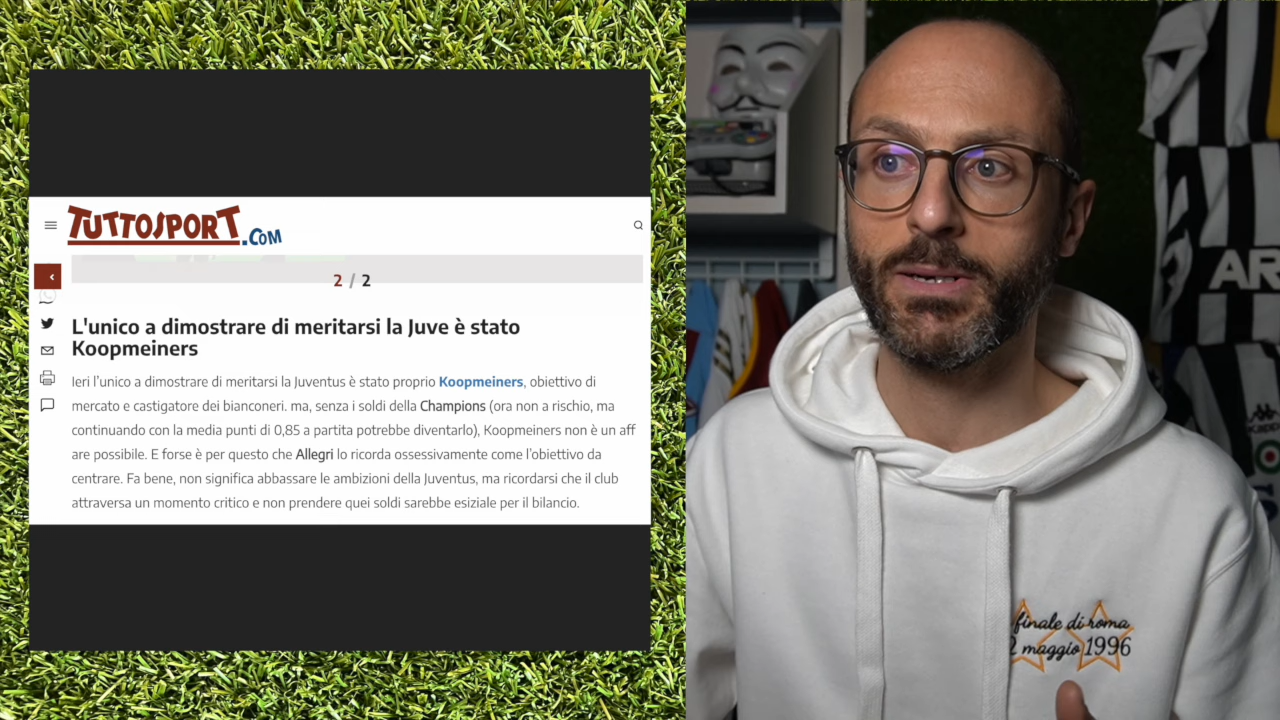 TUTTOSPORT.COM
2 / 2
L'unico a dimostrare di meritarsi la Juve è stato
Koopmeiners
Ieri l'unico a dimostrare di meritarsi la Juventus è stato proprio Koopmeiners, obiettivo di
mercato e castigatore dei bianconeri. ma, senza i soldi della Champions (ora non a rischio, ma
continuando con la media punti di 0,85 a partita potrebbe diventarlo), Koopmeiners non è un aff
are possibile. E forse è per questo che Allegri lo ricorda ossessivamente come l'obiettivo da
centrare. Fa bene, non significa abbassare le ambizioni della Juventus, ma ricordarsi che il club
attraversa un momento critico e non prendere quei soldi sarebbe esiziale per il bilancio.
AR
finale di roma
2 maggio 1996